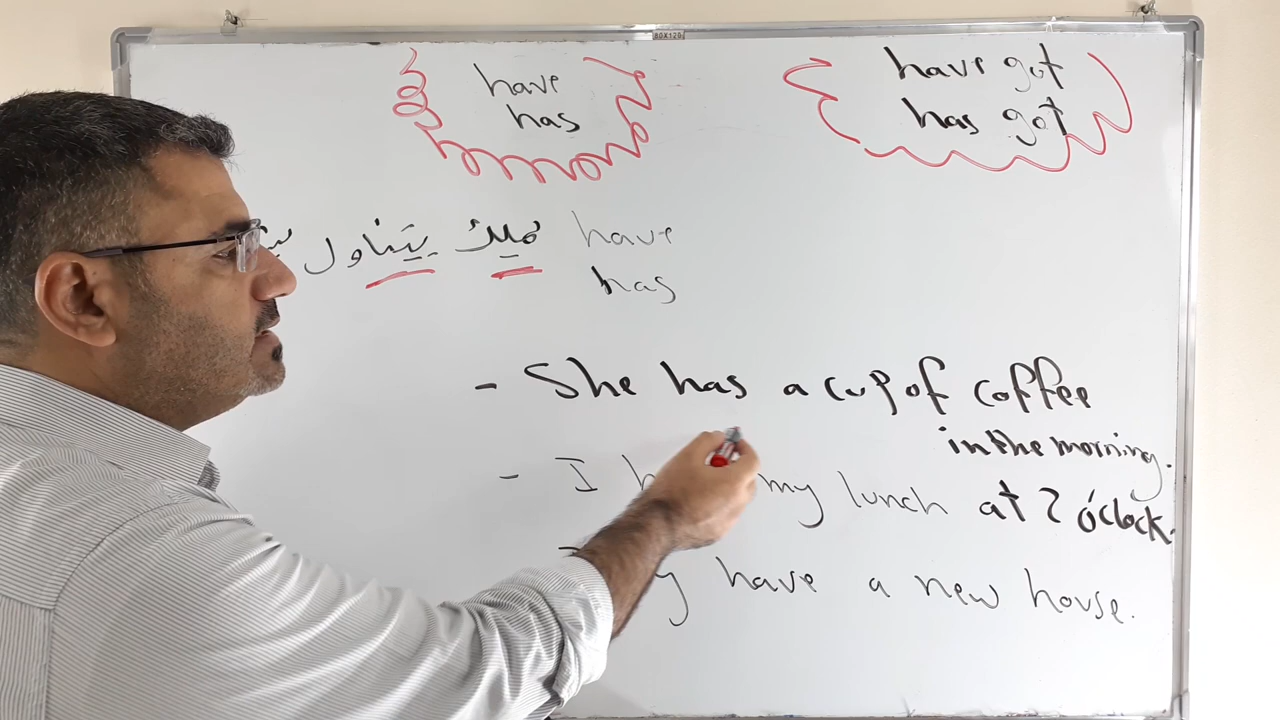 have
has
have got
has got
يملك يتناول have
has
- She has a cup of coffee
in the morning.
- I my lunch at 2 o'clock.
have a new house.